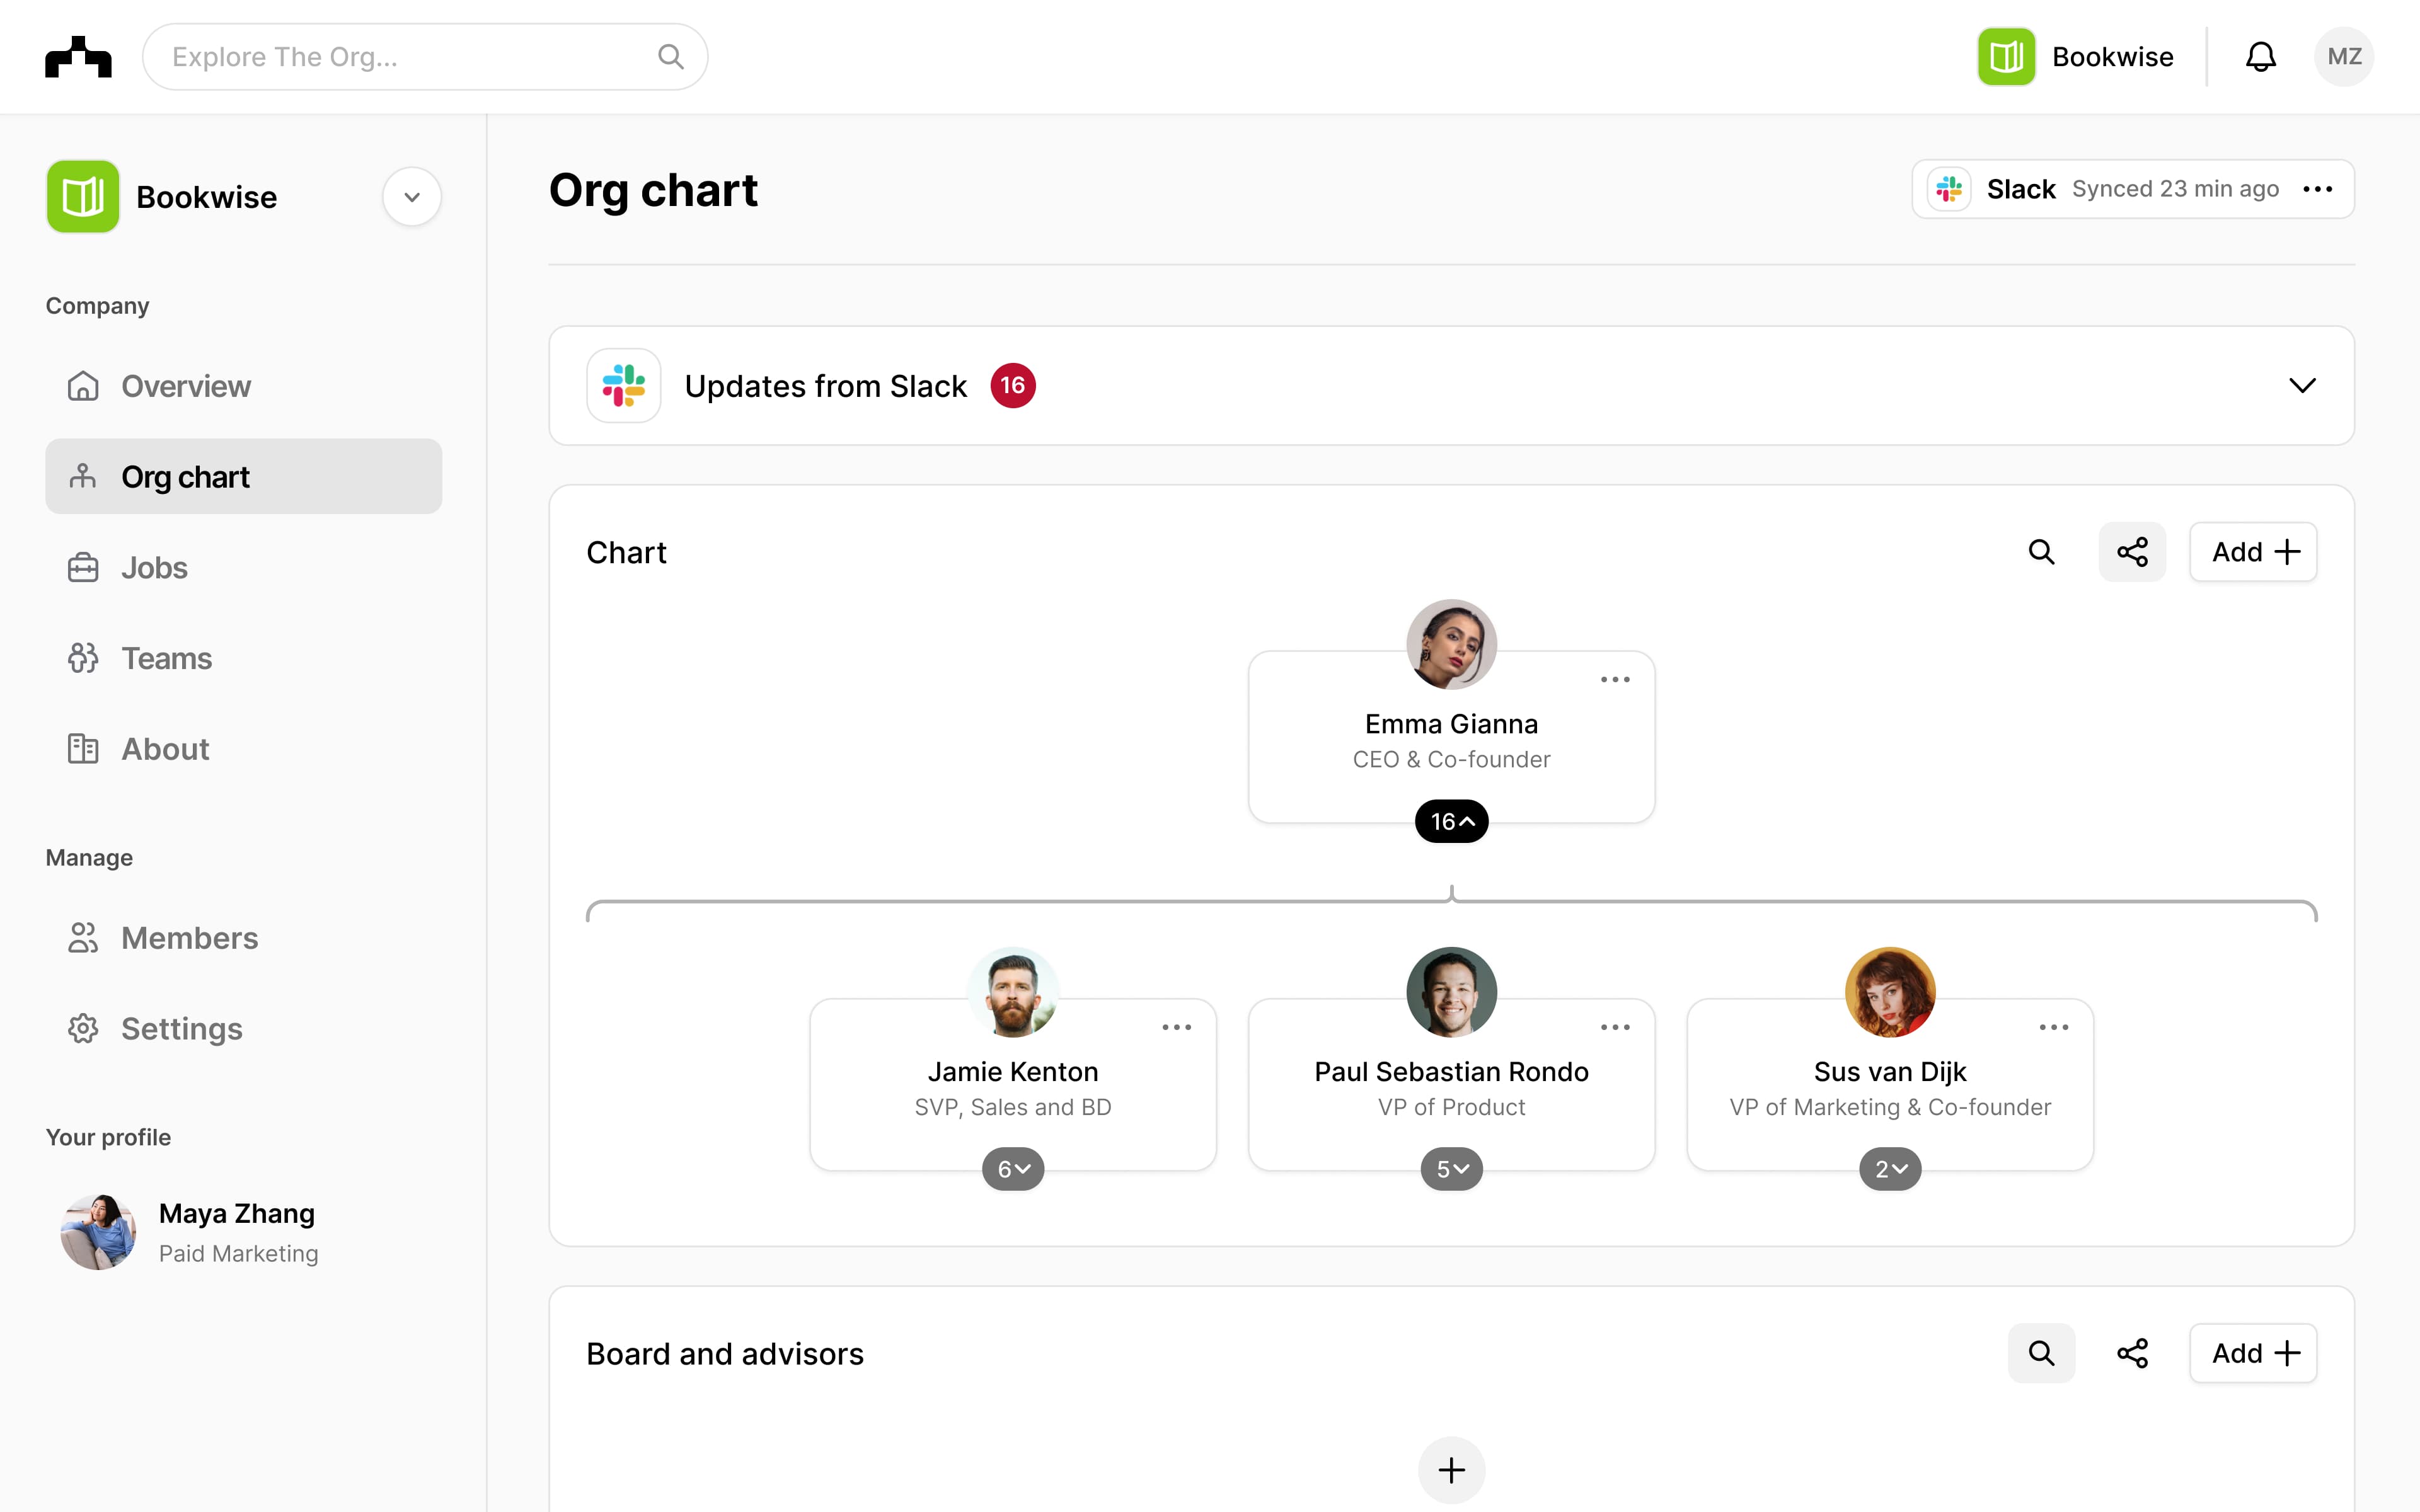 Explore The Org...
Bookwise
MZ
Bookwise
Company
Overview
Org chart
Jobs
Teams
About
Manage
Members
Settings
Your profile
Maya Zhang
Paid Marketing
Org chart
Slack Synced 23 min ago
Updates from Slack 16
Chart
Add
Emma Gianna
CEO & Co-founder
16
Jamie Kenton
SVP, Sales and BD
6
Paul Sebastian Rondo
VP of Product
5
Sus van Dijk
VP of Marketing & Co-founder
2
Board and advisors
Add